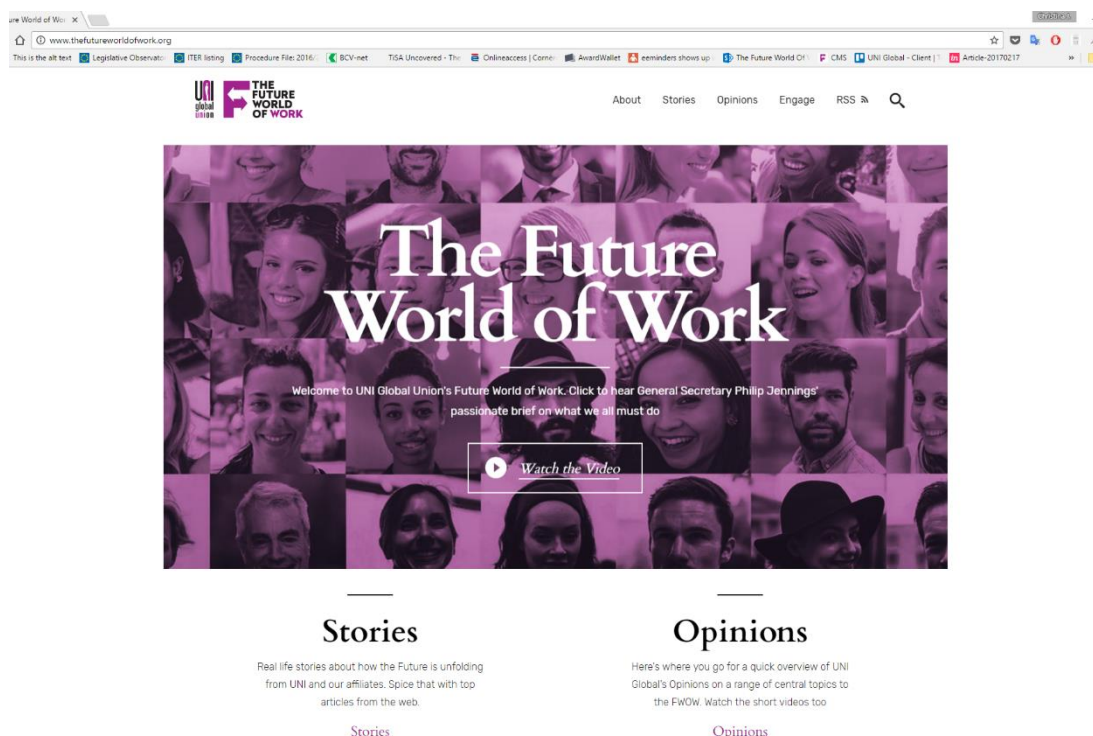 ure World of Wo
Christina J.
www.thefutureworldofwork.org
This is the alt text Legislative Observato ITER listing Procedure File: 2016/ BCV-net TiSA Uncovered - The Onlineaccess | Corné AwardWallet eeminders shows up The Future World Of CMS UNI Global - Client | T Article-20170217 »
UNI global union
THE FUTURE WORLD OF WORK
About Stories Opinions Engage RSS
The Future
World of Work
Welcome to UNI Global Union's Future World of Work. Click to hear General Secretary Philip Jennings'
passionate brief on what we all must do
Watch the Video
Stories
Real life stories about how the Future is unfolding
from UNI and our affiliates. Spice that with top
articles from the web.
Stories
Opinions
Here's where you go for a quick overview of UNI
Global's Opinions on a range of central topics to
the FWOW. Watch the short videos too
Opinions